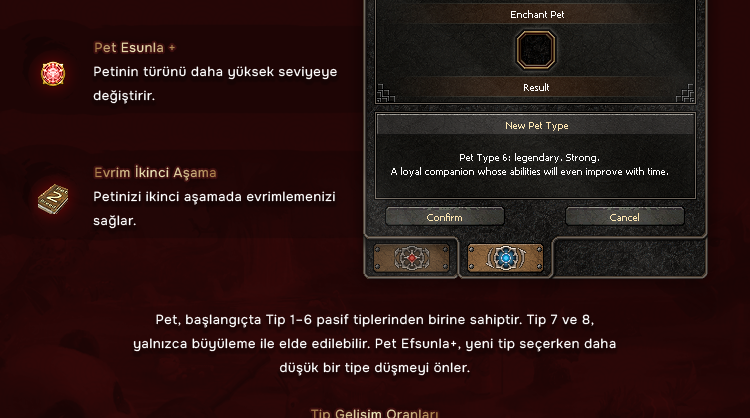 Pet Esunla +
Petinin türünü daha yüksek seviyeye
değiştirir.
Evrim İkinci Aşama
Petinizi ikinci aşamada evrimlemenizi
sağlar.
Enchant Pet
Result
New Pet Type
Pet Type 6: legendary. Strong.
A loyal companion whose abilities will even improve with time.
Confirm
Cancel
Pet, başlangıçta Tip 1–6 pasif tiplerinden birine sahiptir. Tip 7 ve 8,
yalnızca büyüleme ile elde edilebilir. Pet Efsunla+, yeni tip seçerken daha
düşük bir tipe düşmeyi önler.
Tip Gelişim Oranları